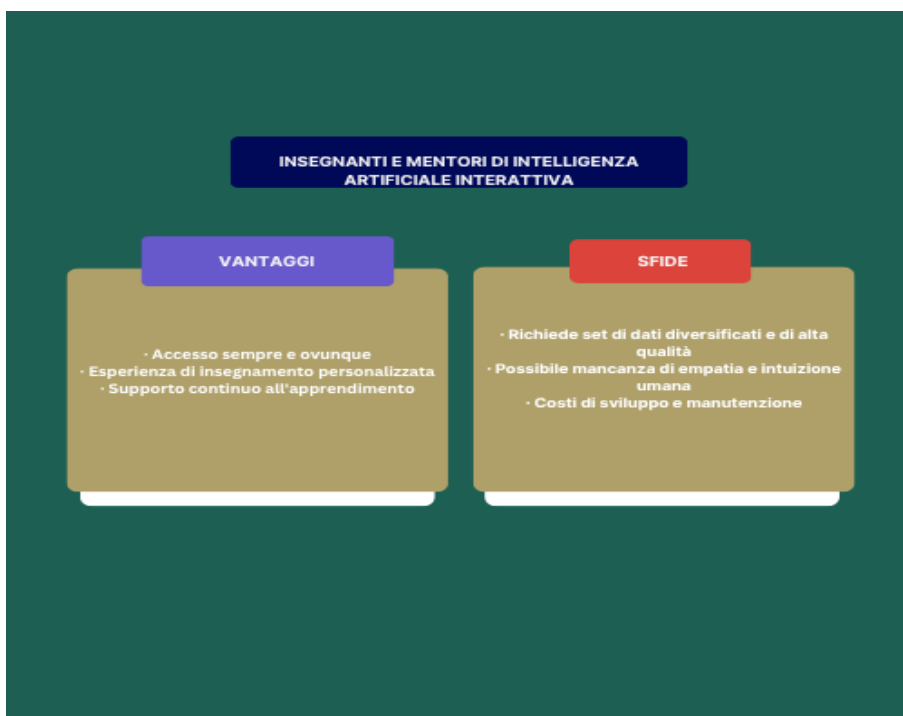 INSEGNANTI E MENTORI DI INTELLIGENZA
ARTIFICIALE INTERATTIVA
VANTAGGI
· Accesso sempre e ovunque
· Esperienza di insegnamento personalizzata
· Supporto continuo all'apprendimento
SFIDE
· Richiede set di dati diversificati e di alta
qualità
· Possibile mancanza di empatia e intuizione
umana
· Costi di sviluppo e manutenzione